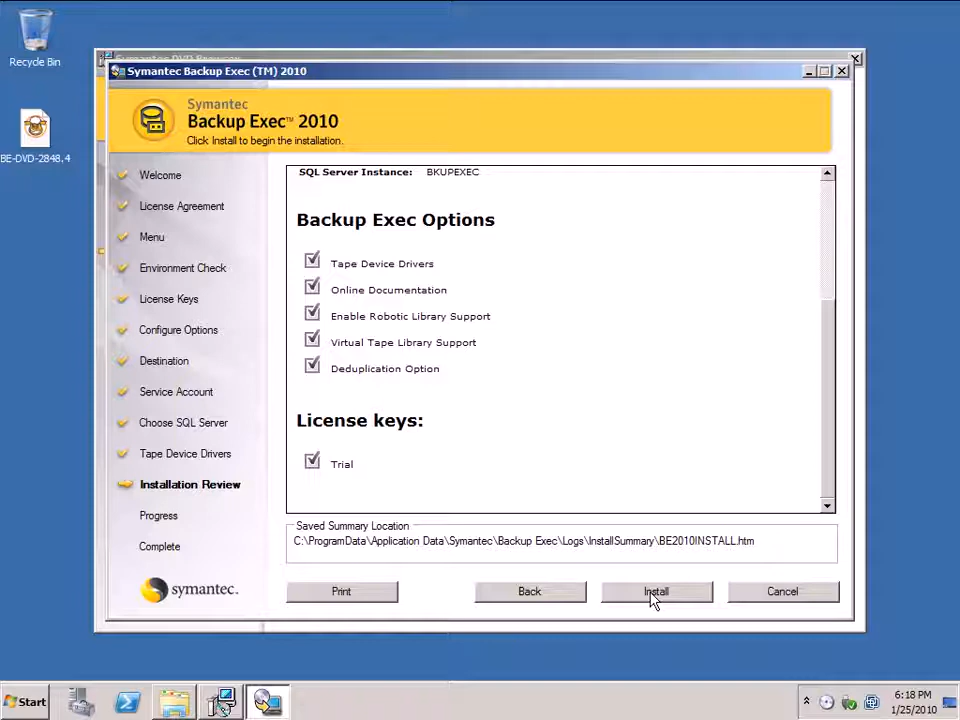 Recycle Bin
BE-DVD-2848.4
Symantec DVD Browser
Symantec Backup Exec (TM) 2010
Symantec
Backup Exec™ 2010
Click Install to begin the installation.
Welcome
License Agreement
Menu
Environment Check
License Keys
Configure Options
Destination
Service Account
Choose SQL Server
Tape Device Drivers
Installation Review
Progress
Complete
symantec.
SQL Server Instance: BKUPEXEC
Backup Exec Options
Tape Device Drivers
Online Documentation
Enable Robotic Library Support
Virtual Tape Library Support
Deduplication Option
License keys:
Trial
Saved Summary Location
C:\ProgramData\Application Data\Symantec\Backup Exec\Logs\InstallSummary\BE2010INSTALL.htm
Print
Back
Install
Cancel
Start
6:18 PM
1/25/2010